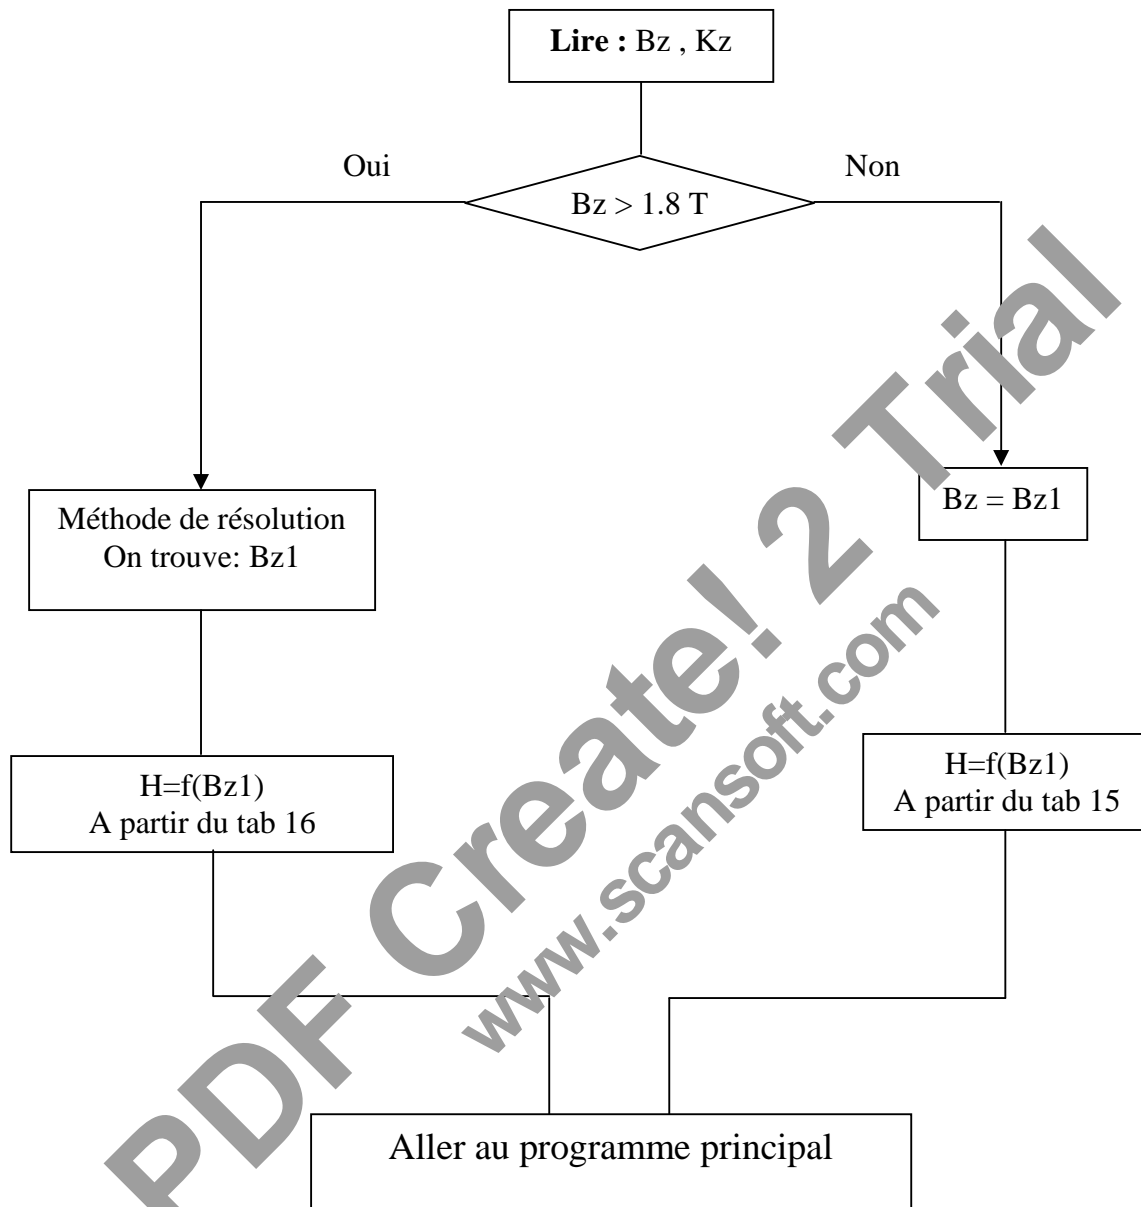 Lire : Bz , Kz
Oui
Non
Bz > 1.8 T
Méthode de résolution
On trouve: Bz1
Bz = Bz1
H=f(Bz1)
A partir du tab 16
H=f(Bz1)
A partir du tab 15
Aller au programme principal
PDF Create! 2 Trial
www.scansoft.com